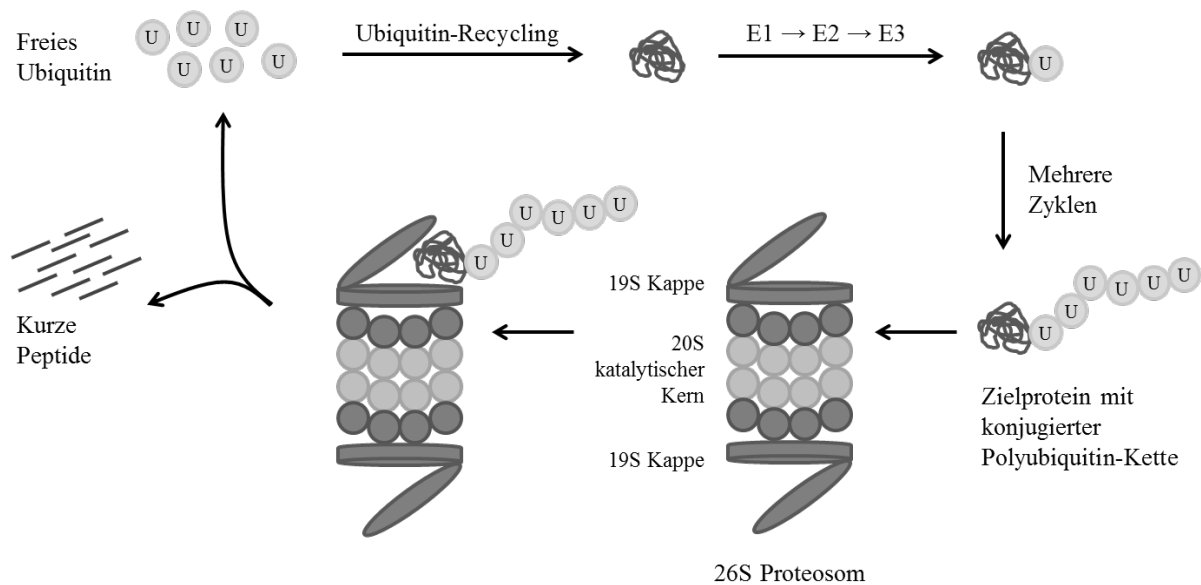 Freies
Ubiquitin
U U U
U U U
Ubiquitin-Recycling
E1 → E2 → E3
U
Mehrere
Zyklen
U U U U U U
U U U U U U
19S Kappe
20S
katalytischer
Kern
19S Kappe
Kurze
Peptide
Zielprotein mit
konjugierter
Polyubiquitin-Kette
26S Proteosom